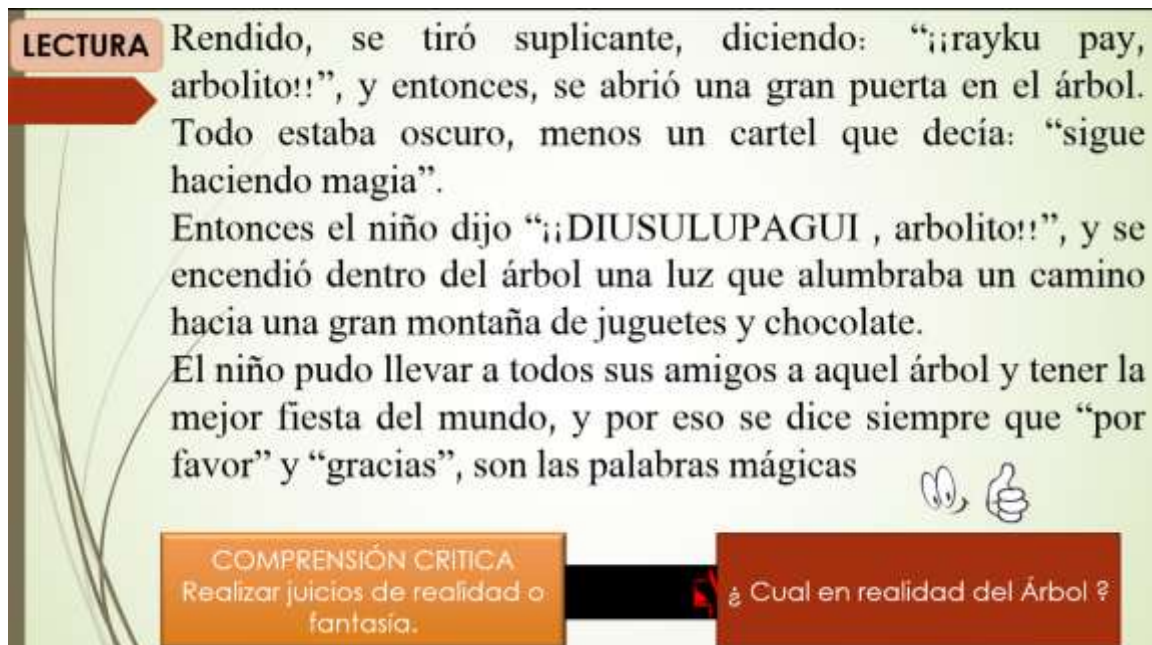 LECTURA
Rendido, se tiró suplicante, diciendo: “¡¡rayku pay,
arbolito!!”, y entonces, se abrió una gran puerta en el árbol.
Todo estaba oscuro, menos un cartel que decía: “sigue
haciendo magia”.
Entonces el niño dijo “¡¡DIUSULUPAGUI , arbolito!!”, y se
encendió dentro del árbol una luz que alumbraba un camino
hacia una gran montaña de juguetes y chocolate.
El niño pudo llevar a todos sus amigos a aquel árbol y tener la
mejor fiesta del mundo, y por eso se dice siempre que “por
favor” y “gracias”, son las palabras mágicas
COMPRENSIÓN CRITICA
Realizar juicios de realidad o
fantasía.
¿ Cual en realidad del Árbol ?